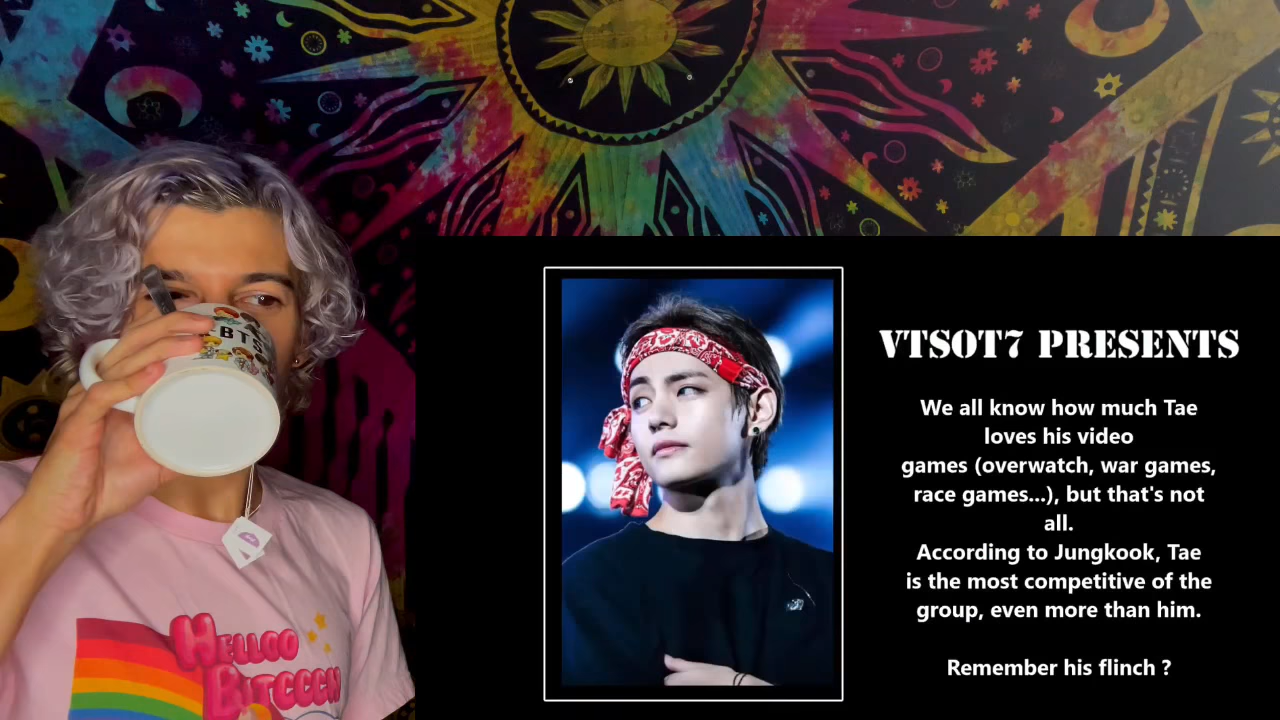 BTS
HELLOO
BITCCCH
VTSOT7 PRESENTS
We all know how much Tae
loves his video
games (overwatch, war games,
race games...), but that's not
all.
According to Jungkook, Tae
is the most competitive of the
group, even more than him.
Remember his flinch ?